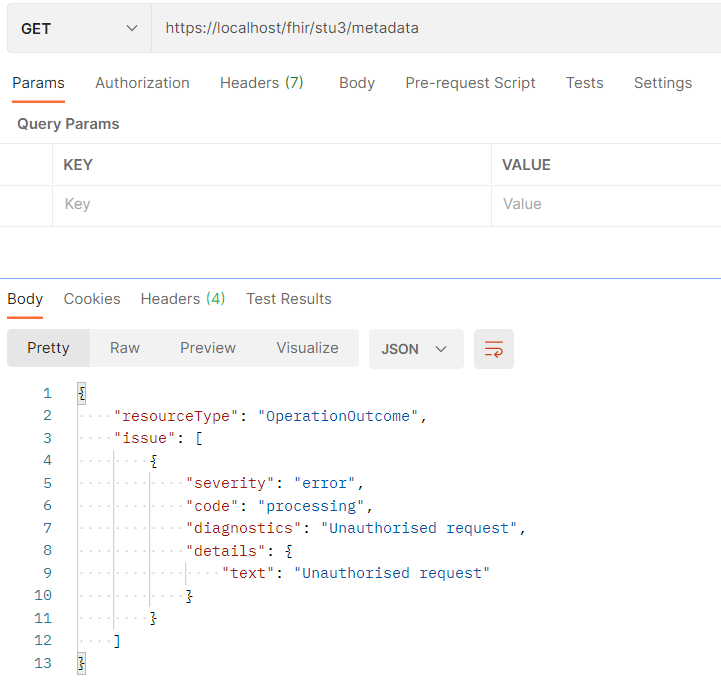 GET https://localhost/fhir/stu3/metadata
Params Authorization Headers (7) Body Pre-request Script Tests Settings
Query Params
KEY VALUE
Key Value
Body Cookies Headers (4) Test Results
Pretty Raw Preview Visualize JSON
1 {
2 "resourceType": "OperationOutcome",
3 "issue": [
4 {
5 "severity": "error",
6 "code": "processing",
7 "diagnostics": "Unauthorised request",
8 "details": {
9 "text": "Unauthorised request"
10 }
11 }
12 ]
13 }